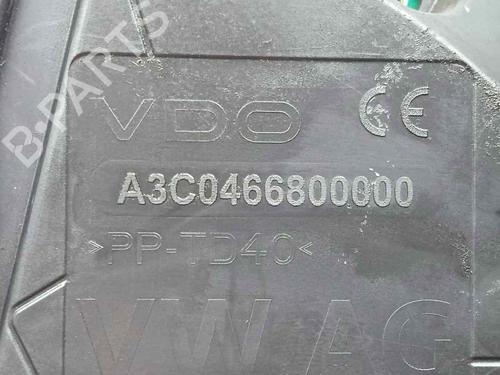 B-PARTS
VDO CE
A3C0466800000
>PP-TD40<
VW AG